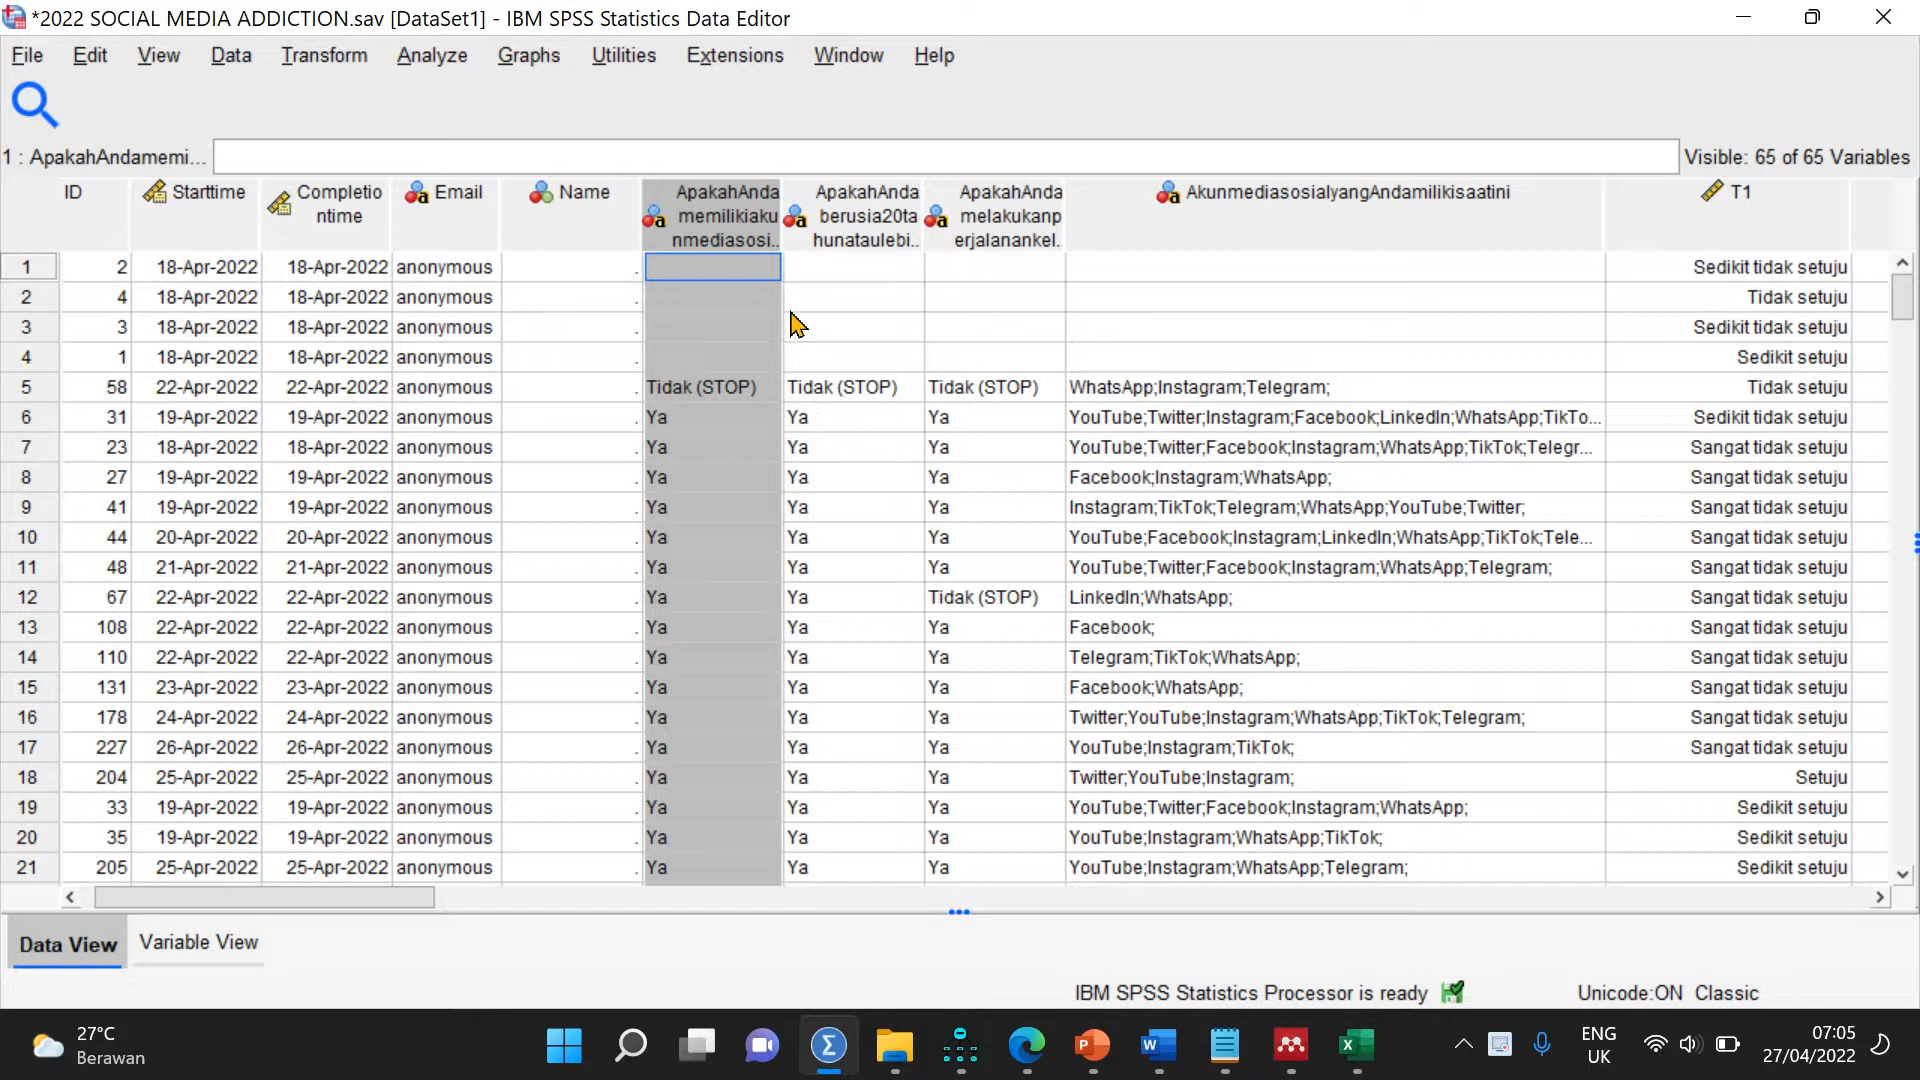 *2022 SOCIAL MEDIA ADDICTION.sav [DataSet1] - IBM SPSS Statistics Data Editor
File Edit View Data Transform Analyze Graphs Utilities Extensions Window Help
1 : ApakahAndamemi... Visible: 65 of 65 Variables
ID Starttime Completio ntime Email Name ApakahAnda memilikiaku nmediasosi.. ApakahAnda berusia20ta hunataulebi.. ApakahAnda melakukanp erjalanankel. AkunmediasosialyangAndamilikisaatini T1
1 2 18-Apr-2022 18-Apr-2022 anonymous . Sedikit tidak setuju
2 4 18-Apr-2022 18-Apr-2022 anonymous . Tidak setuju
3 3 18-Apr-2022 18-Apr-2022 anonymous . Sedikit tidak setuju
4 1 18-Apr-2022 18-Apr-2022 anonymous . Sedikit setuju
5 58 22-Apr-2022 22-Apr-2022 anonymous . Tidak (STOP) Tidak (STOP) Tidak (STOP) WhatsApp;Instagram;Telegram; Tidak setuju
6 31 19-Apr-2022 19-Apr-2022 anonymous . Ya Ya Ya YouTube;Twitter;Instagram;Facebook;LinkedIn;WhatsApp;TikTo... Sedikit tidak setuju
7 23 18-Apr-2022 18-Apr-2022 anonymous . Ya Ya Ya YouTube;Twitter;Facebook;Instagram;WhatsApp;TikTok;Telegr... Sangat tidak setuju
8 27 19-Apr-2022 19-Apr-2022 anonymous . Ya Ya Ya Facebook;Instagram;WhatsApp; Sangat tidak setuju
9 41 19-Apr-2022 19-Apr-2022 anonymous . Ya Ya Ya Instagram;TikTok;Telegram;WhatsApp;YouTube;Twitter; Sangat tidak setuju
10 44 20-Apr-2022 20-Apr-2022 anonymous . Ya Ya Ya YouTube;Facebook;Instagram;LinkedIn;WhatsApp;TikTok;Tele... Sangat tidak setuju
11 48 21-Apr-2022 21-Apr-2022 anonymous . Ya Ya Ya YouTube;Twitter;Facebook;Instagram;WhatsApp;Telegram; Sangat tidak setuju
12 67 22-Apr-2022 22-Apr-2022 anonymous . Ya Ya Tidak (STOP) LinkedIn;WhatsApp; Sangat tidak setuju
13 108 22-Apr-2022 22-Apr-2022 anonymous . Ya Ya Ya Facebook; Sangat tidak setuju
14 110 22-Apr-2022 22-Apr-2022 anonymous . Ya Ya Ya Telegram;TikTok;WhatsApp; Sangat tidak setuju
15 131 23-Apr-2022 23-Apr-2022 anonymous . Ya Ya Ya Facebook;WhatsApp; Sangat tidak setuju
16 178 24-Apr-2022 24-Apr-2022 anonymous . Ya Ya Ya Twitter;YouTube;Instagram;WhatsApp;TikTok;Telegram; Sangat tidak setuju
17 227 26-Apr-2022 26-Apr-2022 anonymous . Ya Ya Ya YouTube;Instagram;TikTok; Sangat tidak setuju
18 204 25-Apr-2022 25-Apr-2022 anonymous . Ya Ya Ya Twitter;YouTube;Instagram; Setuju
19 33 19-Apr-2022 19-Apr-2022 anonymous . Ya Ya Ya YouTube;Twitter;Facebook;Instagram;WhatsApp; Sedikit setuju
20 35 19-Apr-2022 19-Apr-2022 anonymous . Ya Ya Ya YouTube;Instagram;WhatsApp;TikTok; Sedikit setuju
21 205 25-Apr-2022 25-Apr-2022 anonymous . Ya Ya Ya YouTube;Instagram;WhatsApp;Telegram; Sedikit setuju
Data View Variable View
IBM SPSS Statistics Processor is ready Unicode:ON Classic
27°C
Berawan
ENG
UK
07:05
27/04/2022